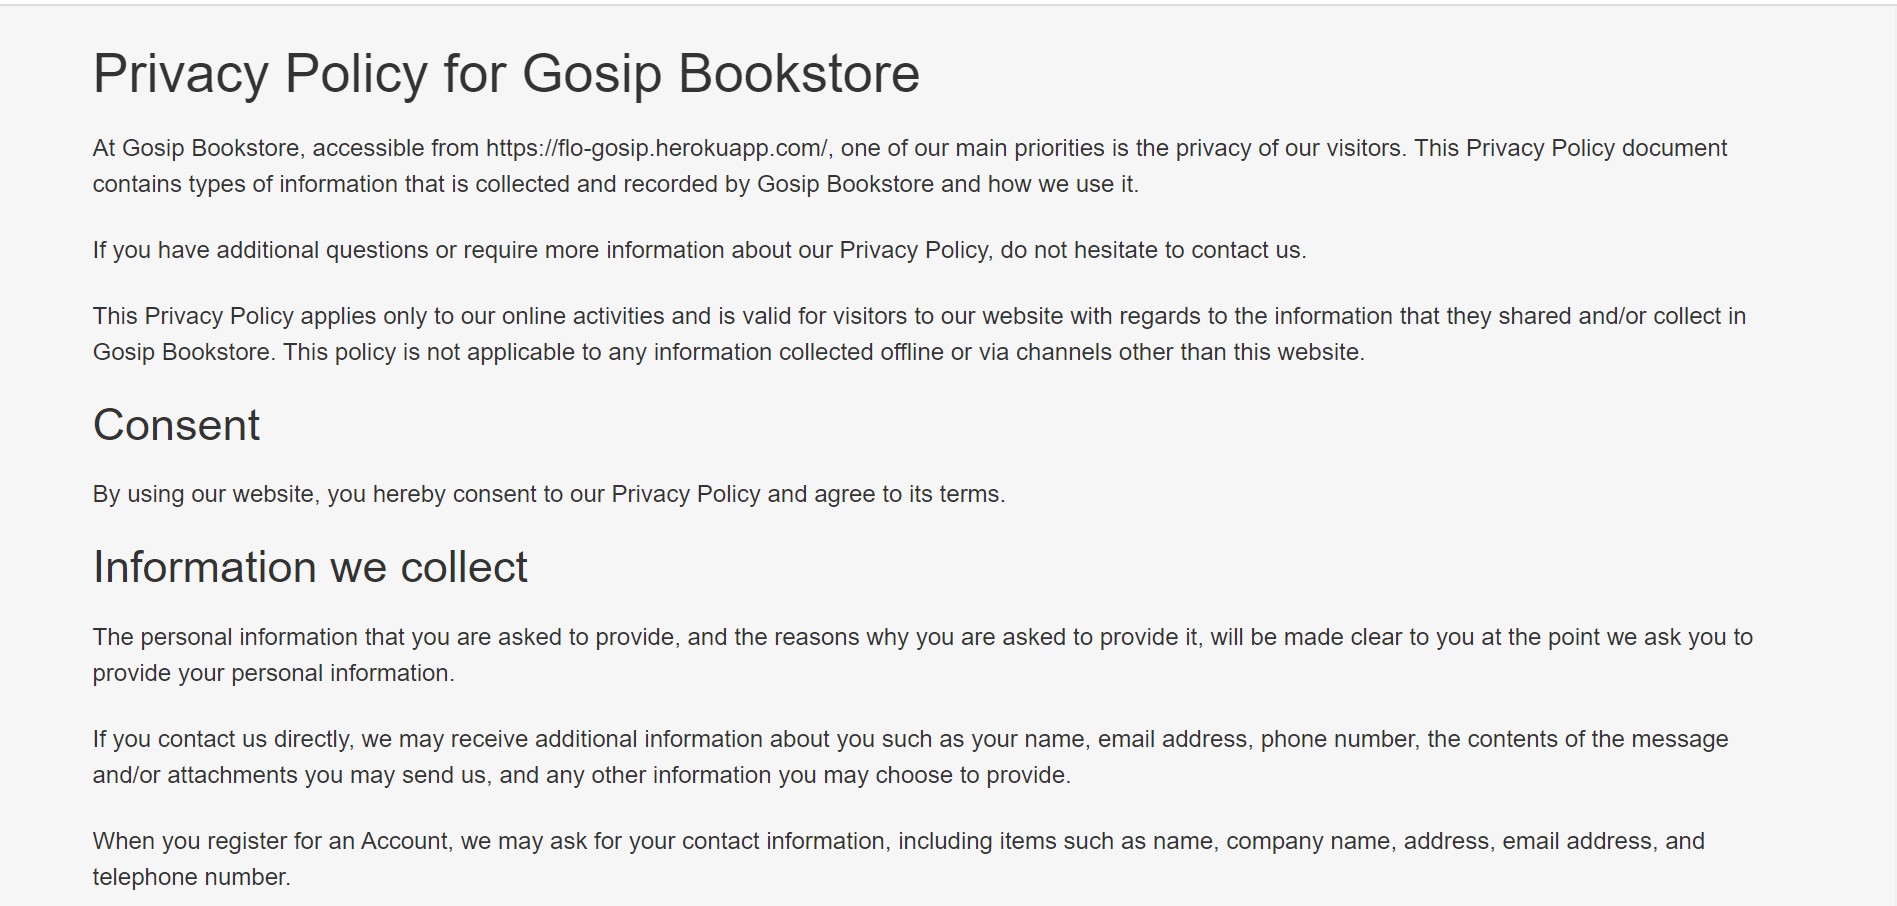 Privacy Policy for Gosip Bookstore
At Gosip Bookstore, accessible from https://flo-gosip.herokuapp.com/, one of our main priorities is the privacy of our visitors. This Privacy Policy document
contains types of information that is collected and recorded by Gosip Bookstore and how we use it.
If you have additional questions or require more information about our Privacy Policy, do not hesitate to contact us.
This Privacy Policy applies only to our online activities and is valid for visitors to our website with regards to the information that they shared and/or collect in
Gosip Bookstore. This policy is not applicable to any information collected offline or via channels other than this website.
Consent
By using our website, you hereby consent to our Privacy Policy and agree to its terms.
Information we collect
The personal information that you are asked to provide, and the reasons why you are asked to provide it, will be made clear to you at the point we ask you to
provide your personal information.
If you contact us directly, we may receive additional information about you such as your name, email address, phone number, the contents of the message
and/or attachments you may send us, and any other information you may choose to provide.
When you register for an Account, we may ask for your contact information, including items such as name, company name, address, email address, and
telephone number.